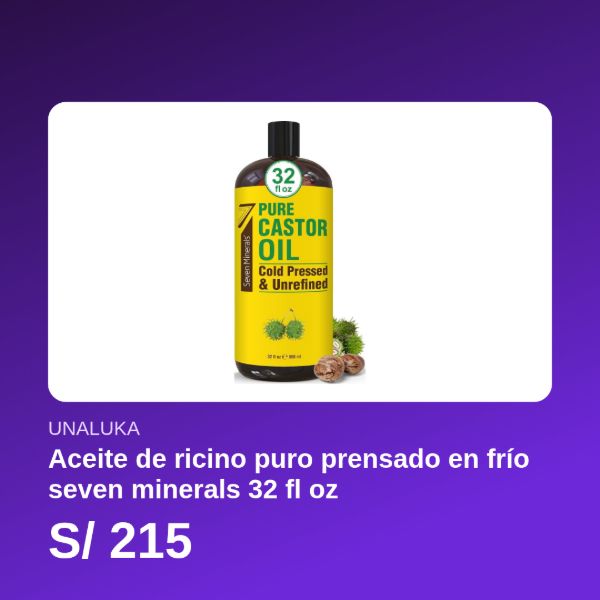 32
fl oz
7
Seven Minerals
PURE
CASTOR
OIL
Cold Pressed
& Unrefined
UNALUKA
Aceite de ricino puro prensado en frío
seven minerals 32 fl oz
S/ 215